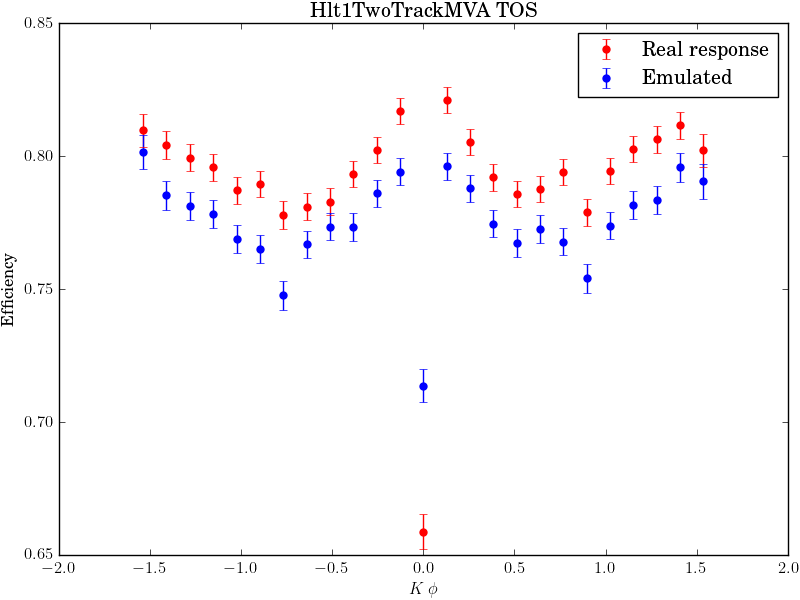 Hlt1TwoTrackMVA TOS
0.85
Real response
Emulated
0.80
0.75
Efficiency
0.70
0.65
−2.0 −1.5 −1.0 −0.5 0.0 0.5 1.0 1.5 2.0
K ϕ